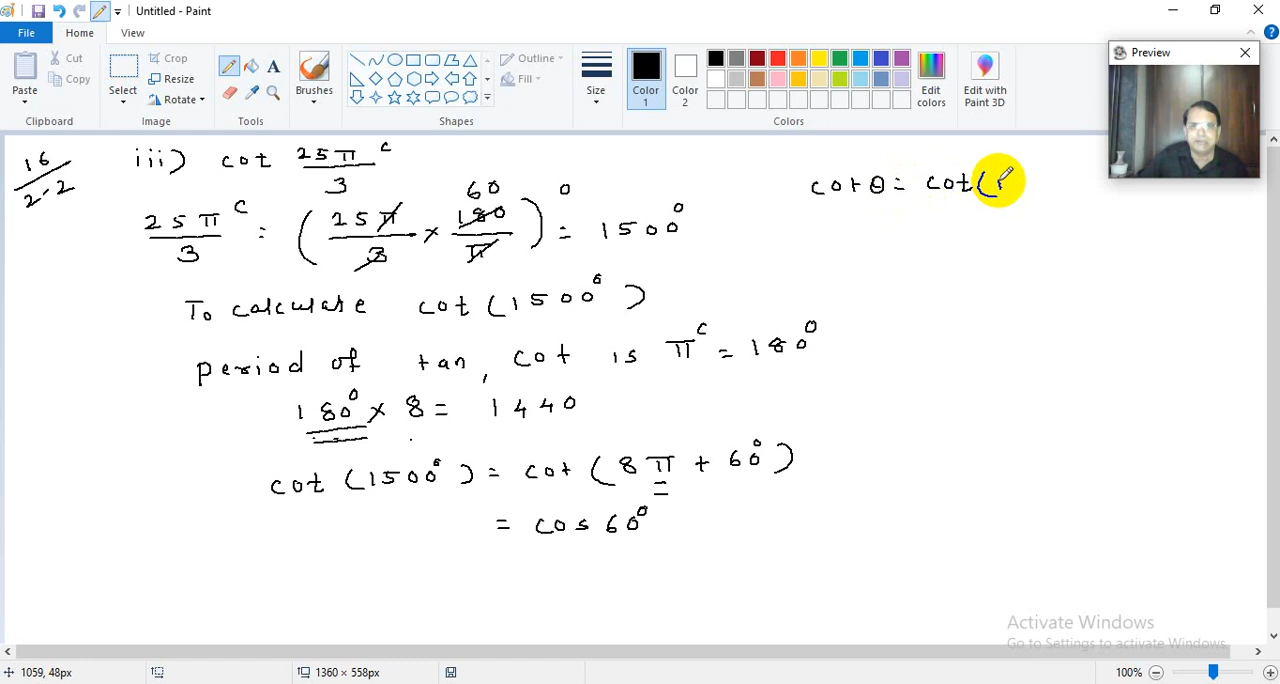 Untitled - Paint
File Home View
Paste Cut Copy Select Crop Resize Rotate Brushes Outline Fill Size Color 1 Color 2 Edit colors Edit with Paint 3D
Clipboard Image Tools Shapes Colors
Preview
16/2-2 iii) cot 25π/3 ᶜ
cot θ = cot (
25π/3 ᶜ = (25π/3 × 180/π)° = 1500°
60
To calculate cot (1500°)
period of tan, cot is πᶜ = 180°
180° × 8 = 1440
cot (1500°) = cot (8π + 60°)
= cos 60°
Activate Windows
Go to Settings to activate Windows.
1059, 48px 1360 × 558px 100%